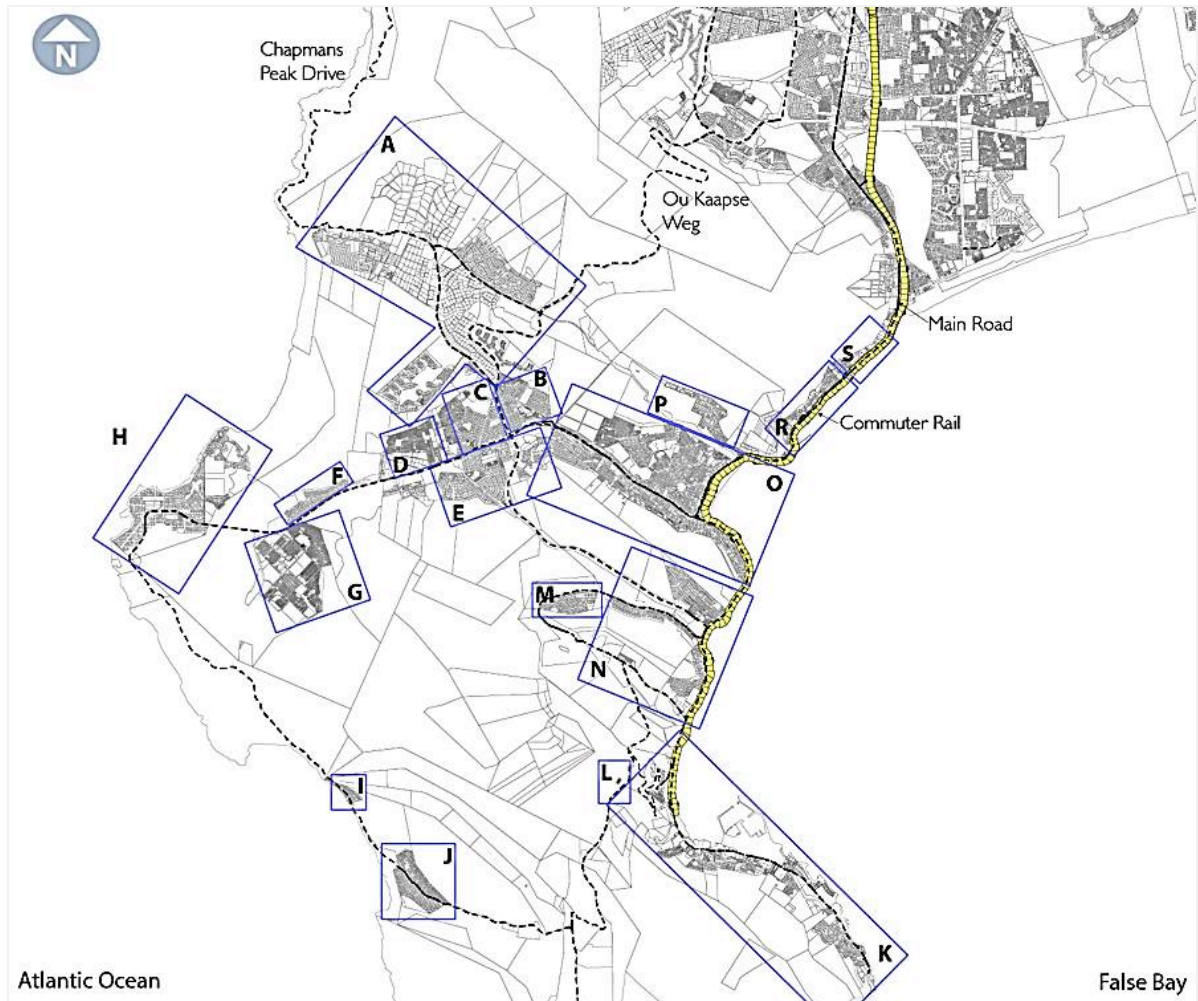 N
Chapmans
Peak Drive
A
Ou Kaapse
Weg
Main Road
S
B
C
P
R
Commuter Rail
H
D
F
O
E
G
M
N
L,
I
J
K
Atlantic Ocean
False Bay